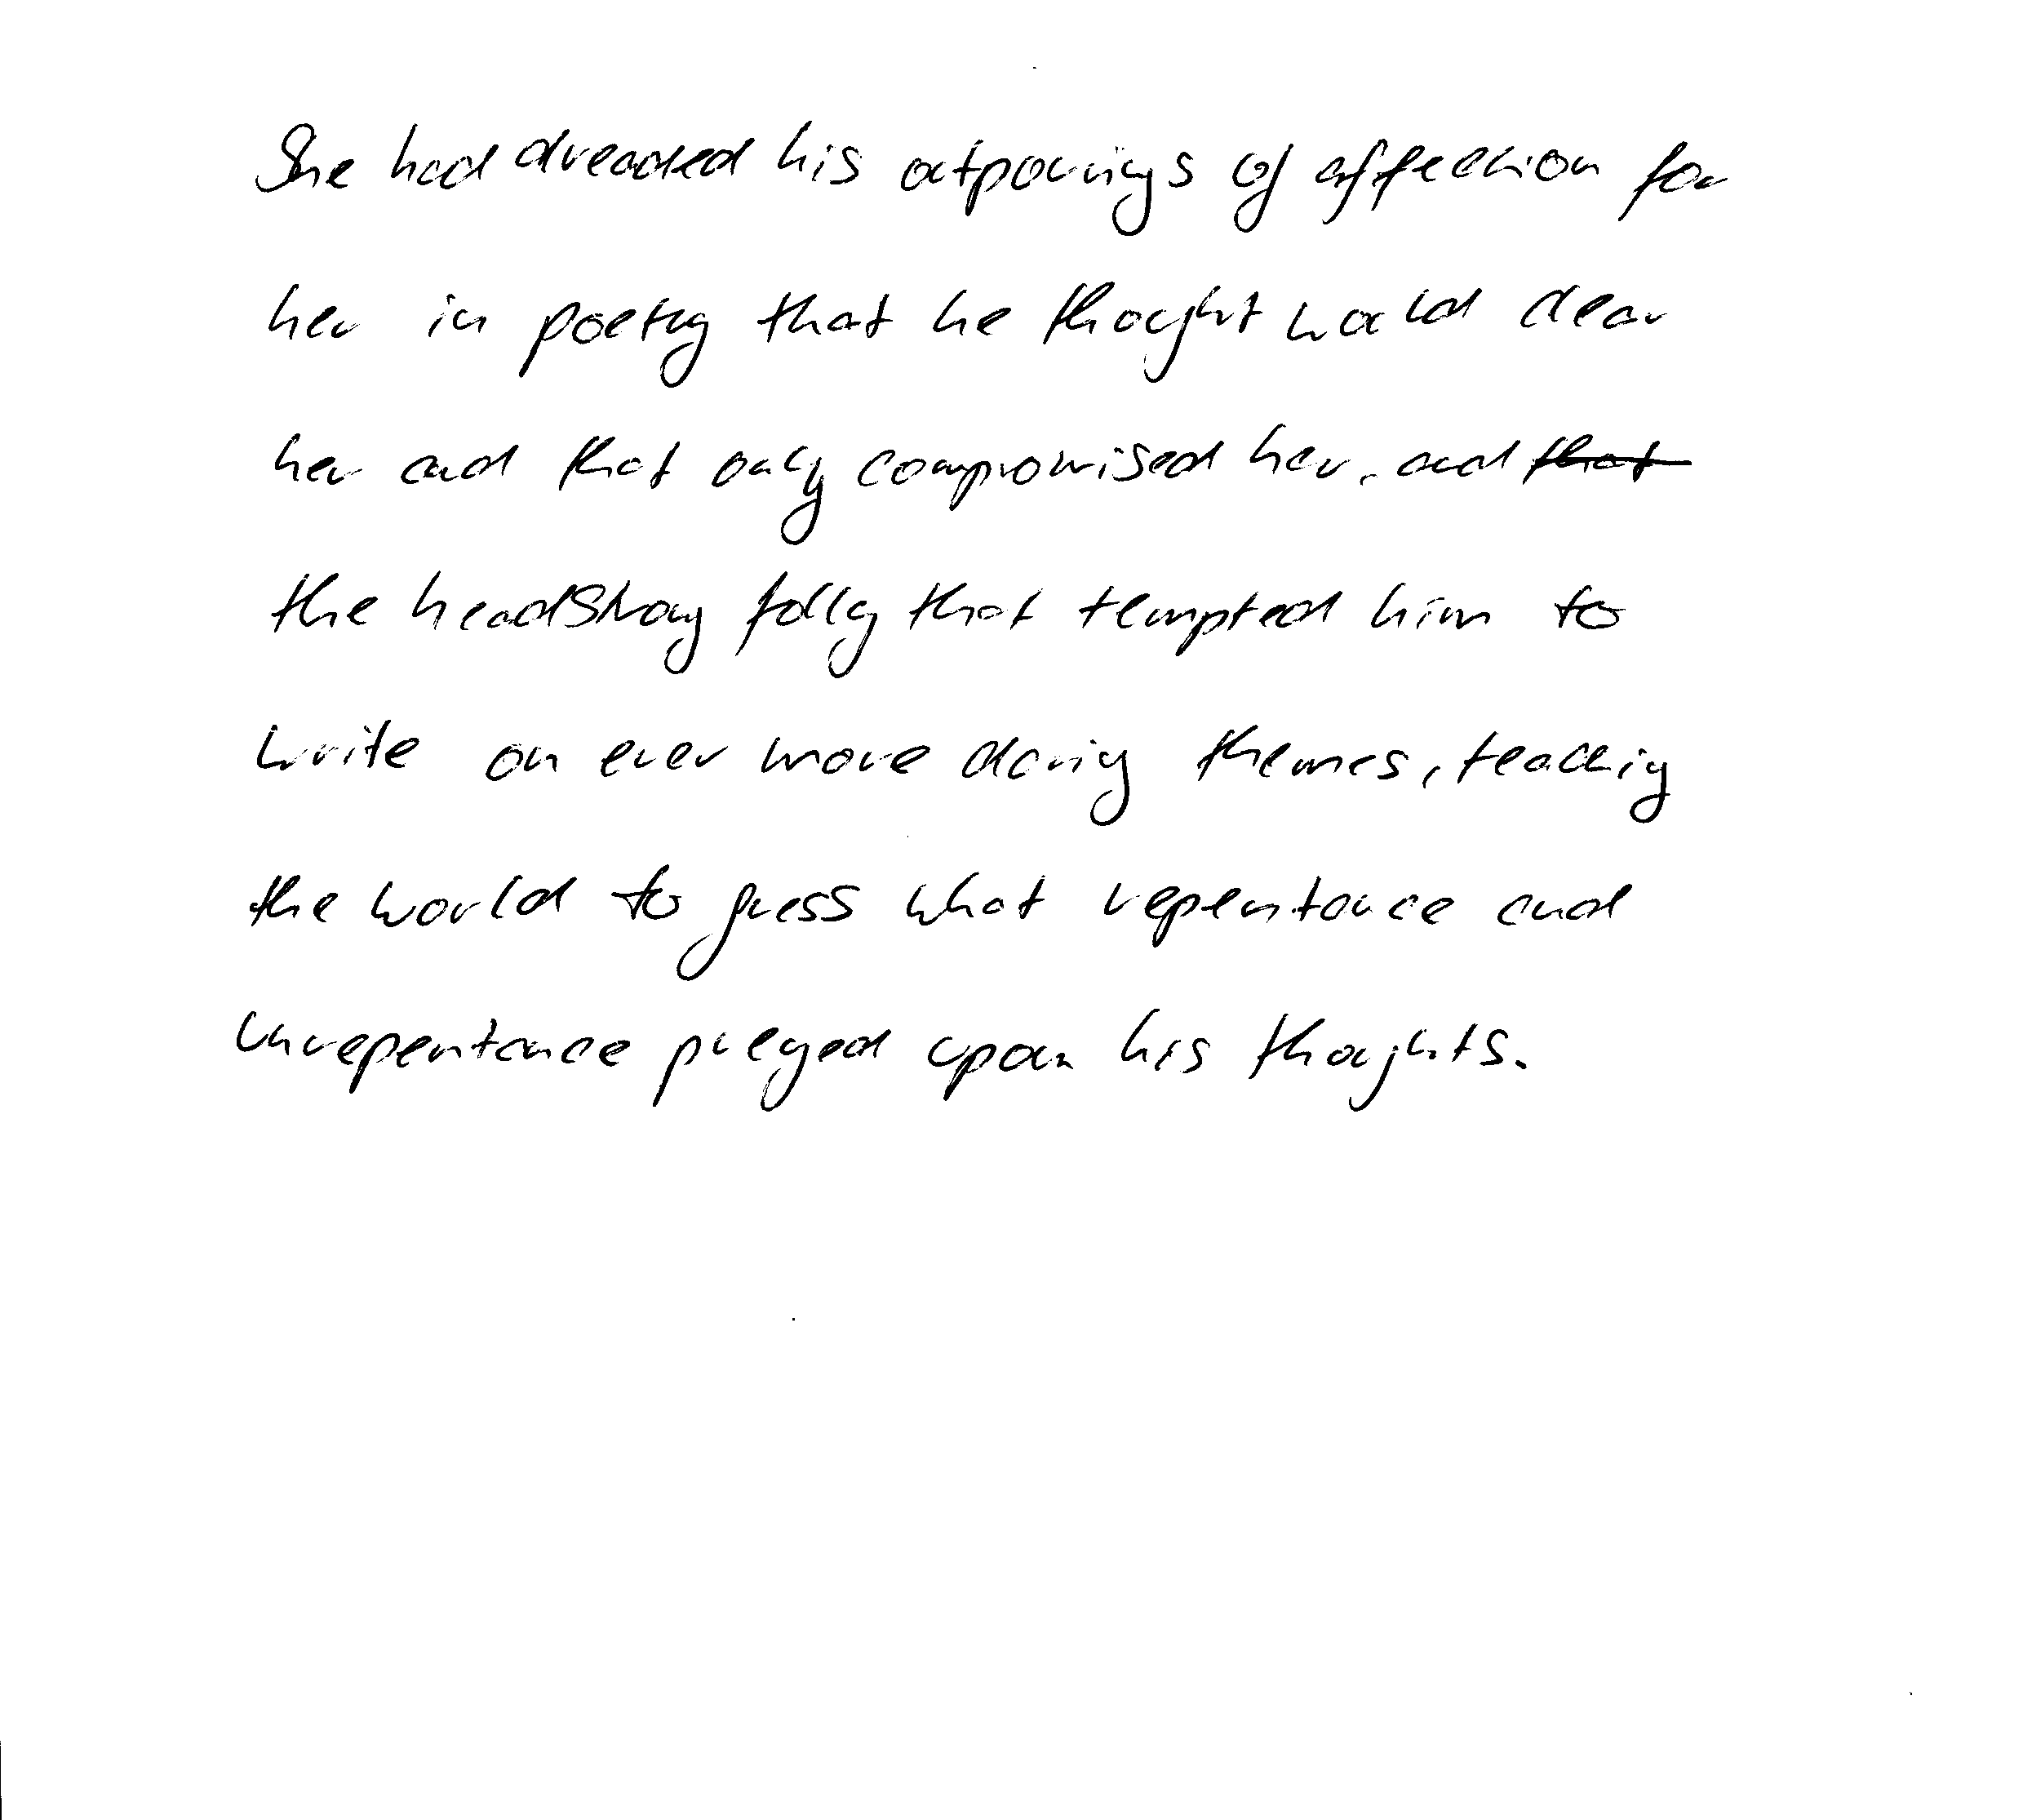 She had dreaded his outpourings of affection for
her in poetry that he thought would clear
her and that only compromised her, and that
the headstrong folly that tempted him to
write on ever more daring themes, teaching
the world to guess what repentance and
unrepentance preyed upon his thoughts.